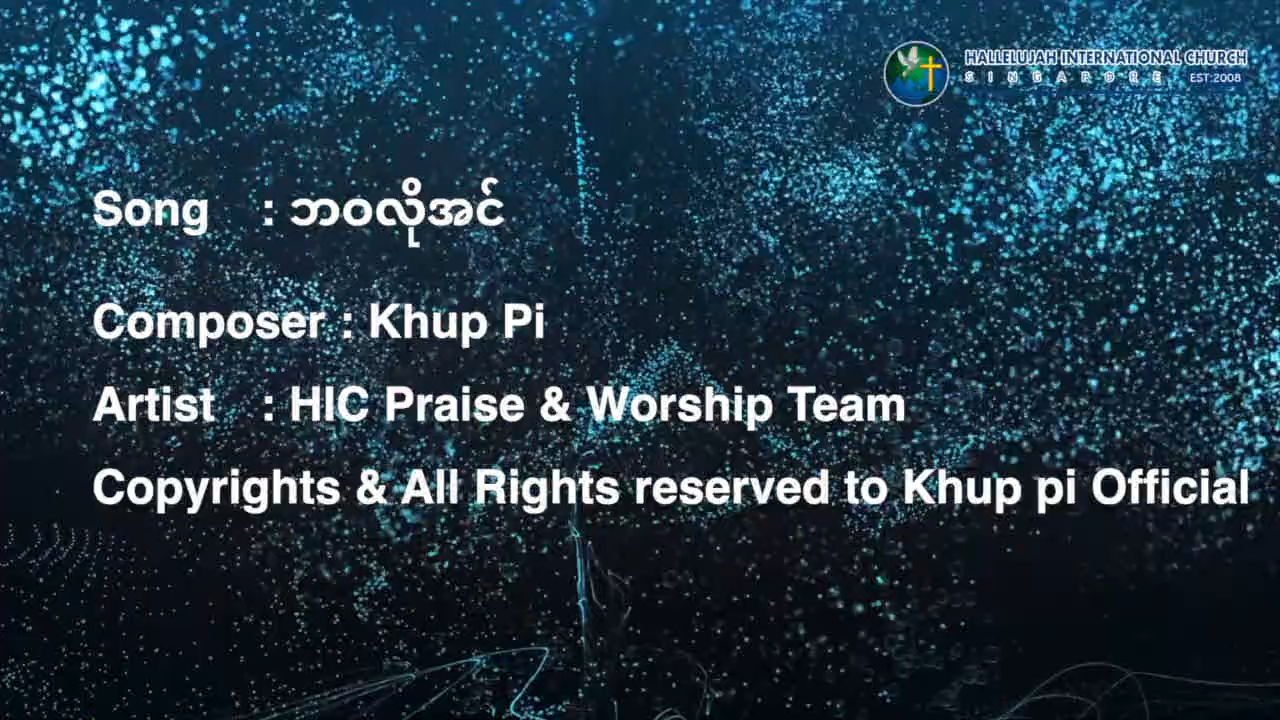 HALLELUJAH INTERNATIONAL CHURCH
SINGAPORE EST:2008
Song : ဘဝလိုအင်
Composer : Khup Pi
Artist : HIC Praise & Worship Team
Copyrights & All Rights reserved to Khup pi Official